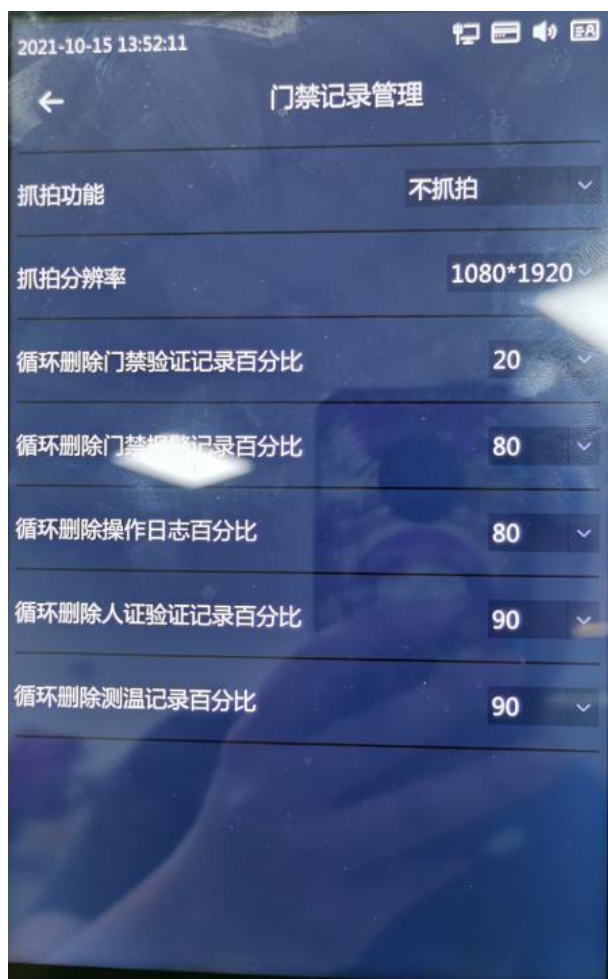 2021-10-15 13:52:11
门禁记录管理
抓拍功能 不抓拍
抓拍分辨率 1080*1920
循环删除门禁验证记录百分比 20
循环删除门禁报警记录百分比 80
循环删除操作日志百分比 80
循环删除人证验证记录百分比 90
循环删除测温记录百分比 90